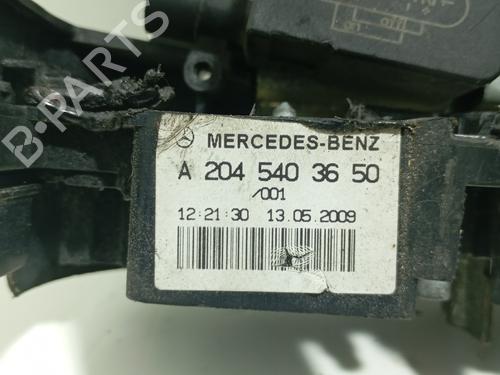 MERCEDES-BENZ
A 204 540 36 50
/001
12:21:30 13.05.2009
B-PARTS